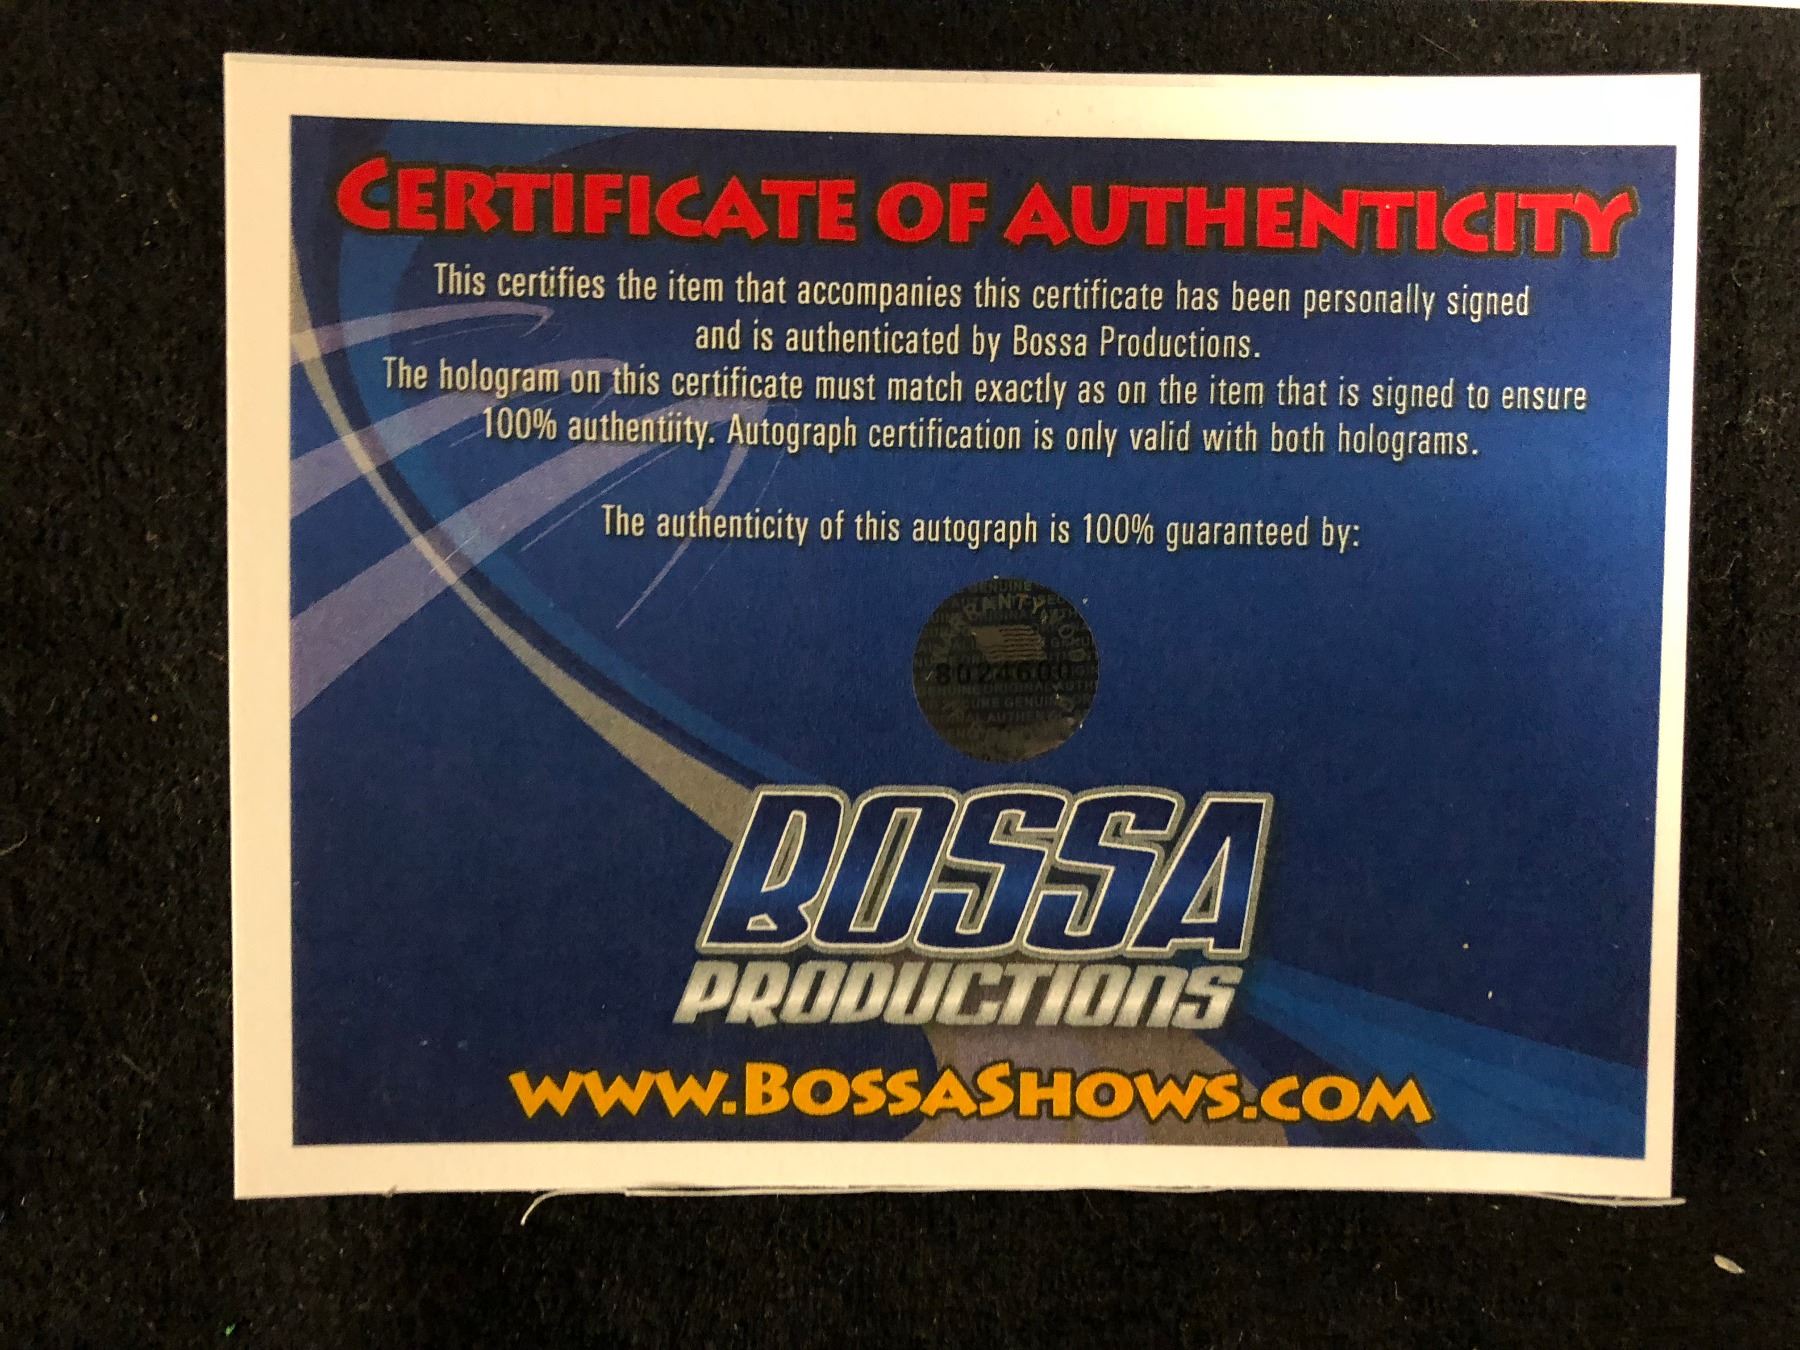 CERTIFICATE OF AUTHENTICITY
This certifies the item that accompanies this certificate has been personally signed
and is authenticated by Bossa Productions.
The hologram on this certificate must match exactly as on the item that is signed to ensure
100% authentiity. Autograph certification is only valid with both holograms.
The authenticity of this autograph is 100% guaranteed by:
GENUINE
8024600
BOSSA
PRODUCTIONS
WWW.BOSSASHOWS.COM